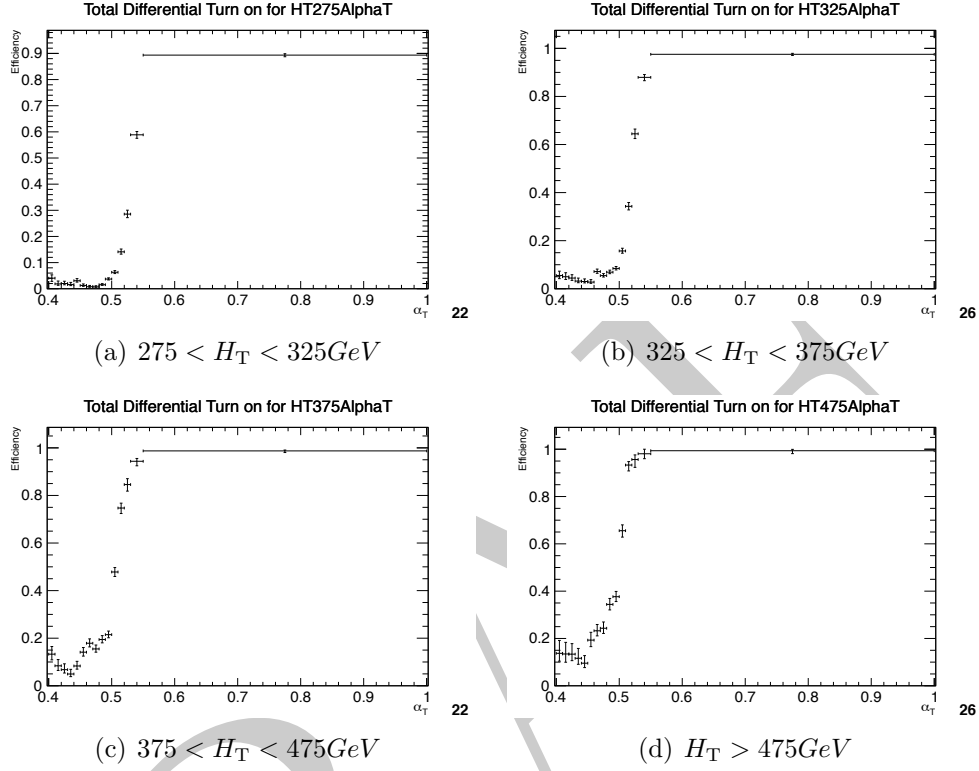 Total Differential Turn on for HT275AlphaT
Efficiency
0.9
0.8
0.7
0.6
0.5
0.4
0.3
0.2
0.1
0
0.4 0.5 0.6 0.7 0.8 0.9 1
α_T
22
(a) 275 < H_T < 325GeV
Total Differential Turn on for HT325AlphaT
Efficiency
1
0.8
0.6
0.4
0.2
0
0.4 0.5 0.6 0.7 0.8 0.9 1
α_T
26
(b) 325 < H_T < 375GeV
Total Differential Turn on for HT375AlphaT
Efficiency
1
0.8
0.6
0.4
0.2
0
0.4 0.5 0.6 0.7 0.8 0.9 1
α_T
22
(c) 375 < H_T < 475GeV
Total Differential Turn on for HT475AlphaT
Efficiency
1
0.8
0.6
0.4
0.2
0
0.4 0.5 0.6 0.7 0.8 0.9 1
α_T
26
(d) H_T > 475GeV